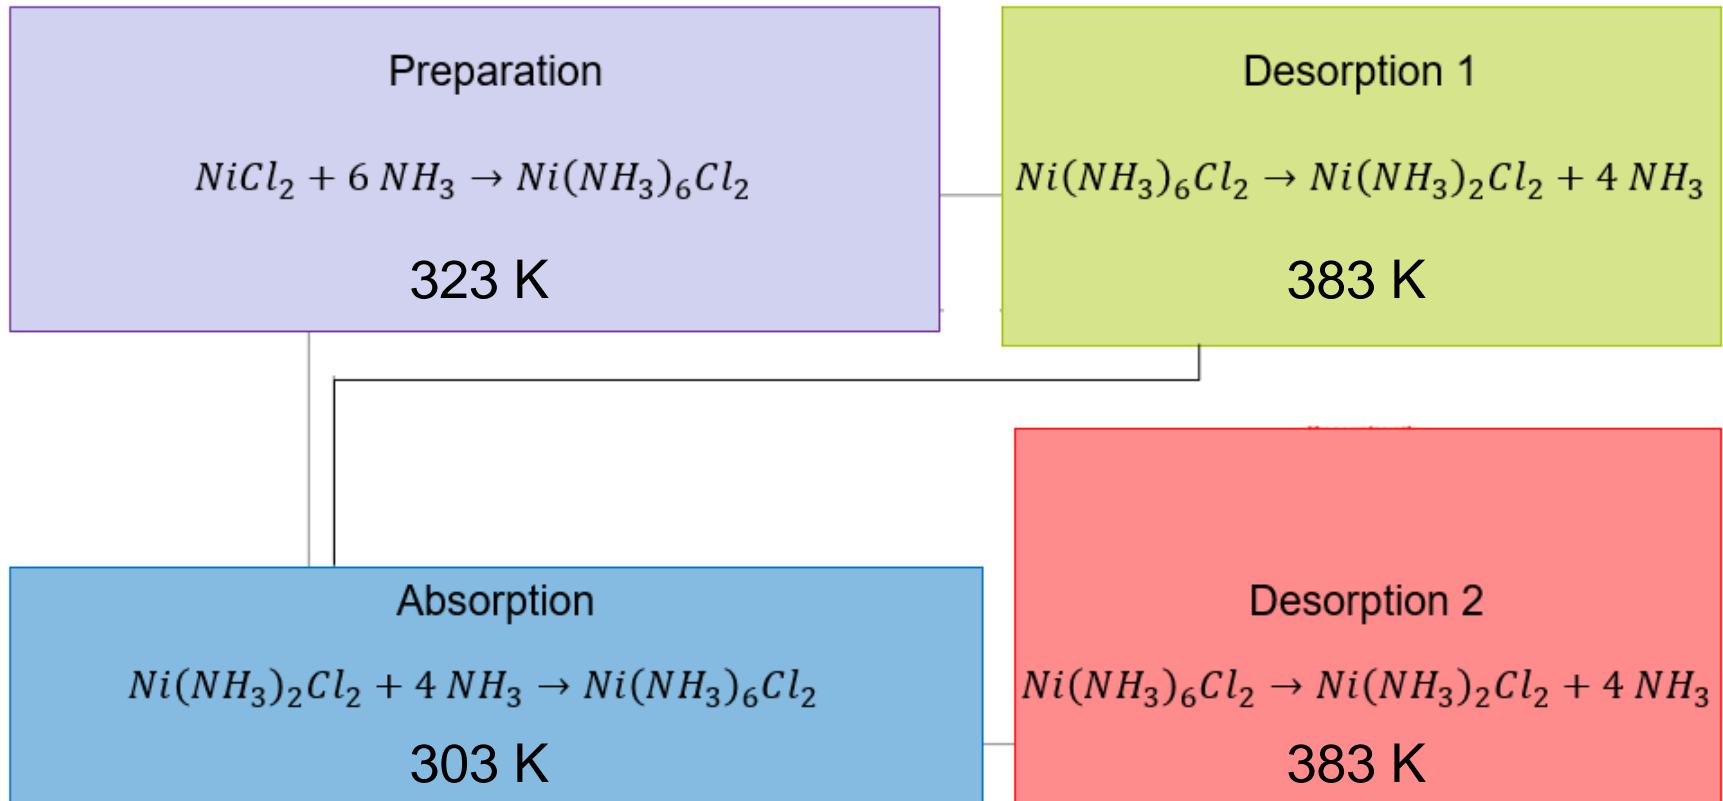 Preparation
NiCl₂ + 6 NH₃ → Ni(NH₃)₆Cl₂
323 K
Desorption 1
Ni(NH₃)₆Cl₂ → Ni(NH₃)₂Cl₂ + 4 NH₃
383 K
Absorption
Ni(NH₃)₂Cl₂ + 4 NH₃ → Ni(NH₃)₆Cl₂
303 K
Desorption 2
Ni(NH₃)₆Cl₂ → Ni(NH₃)₂Cl₂ + 4 NH₃
383 K